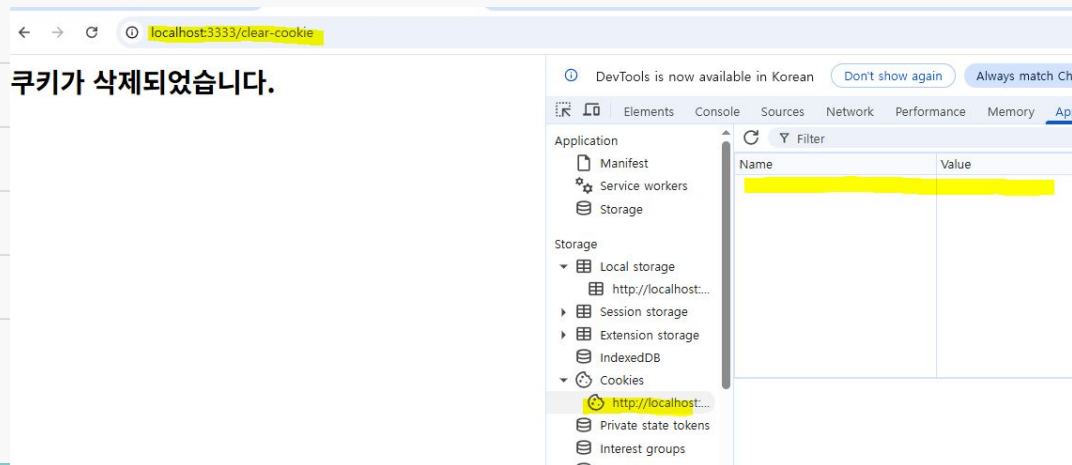 localhost:3333/clear-cookie
쿠키가 삭제되었습니다.
DevTools is now available in Korean Don't show again Always match Ch
Elements Console Sources Network Performance Memory Ap
Application
Manifest
Service workers
Storage
Filter
Name Value
Storage
Local storage
http://localhost:...
Session storage
Extension storage
IndexedDB
Cookies
http://localhost:...
Private state tokens
Interest groups